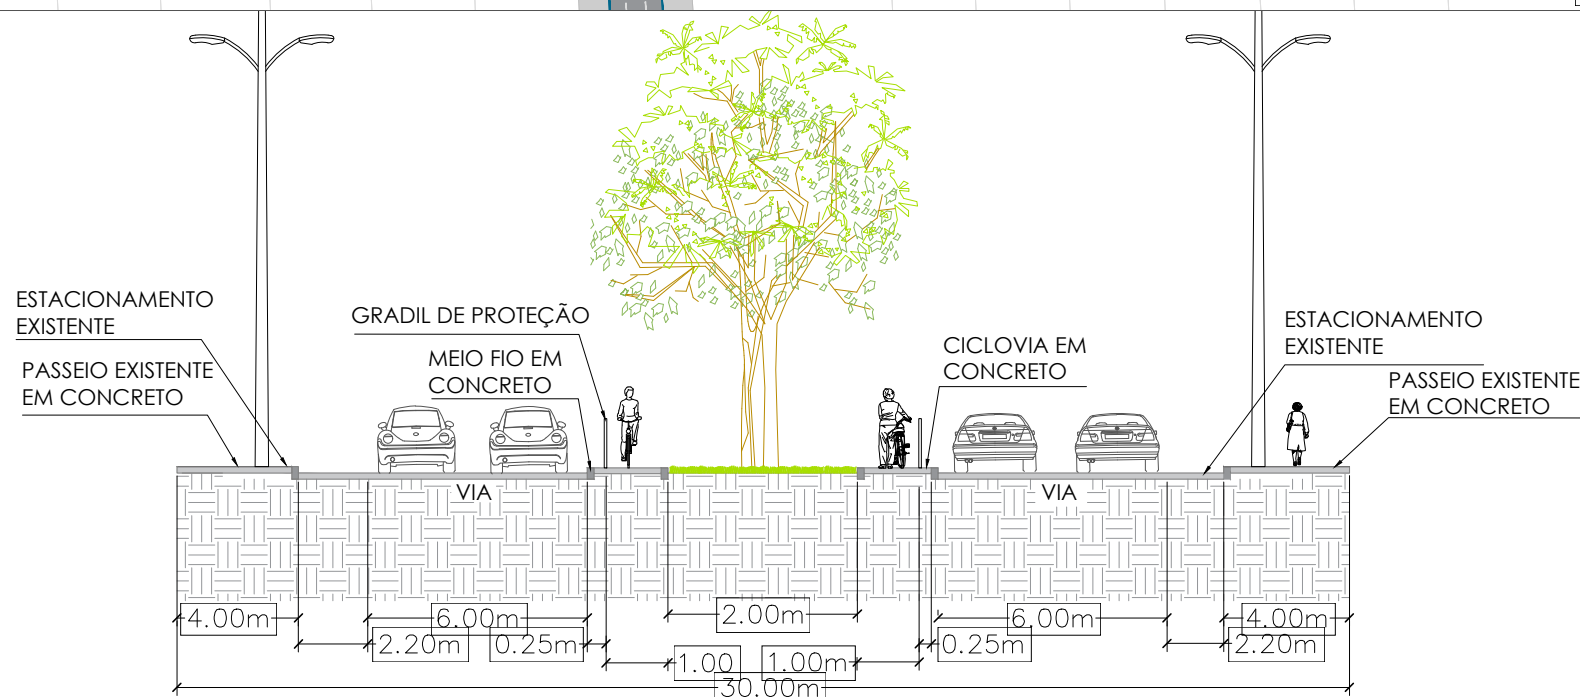 ESTACIONAMENTO
EXISTENTE
PASSEIO EXISTENTE
EM CONCRETO
GRADIL DE PROTEÇÃO
MEIO FIO EM
CONCRETO
CICLOVIA EM
CONCRETO
ESTACIONAMENTO
EXISTENTE
PASSEIO EXISTENTE
EM CONCRETO
VIA
VIA
4.00m
6.00m
2.00m
6.00m
4.00m
2.20m
0.25m
0.25m
2.20m
1.00
1.00m
30.00m